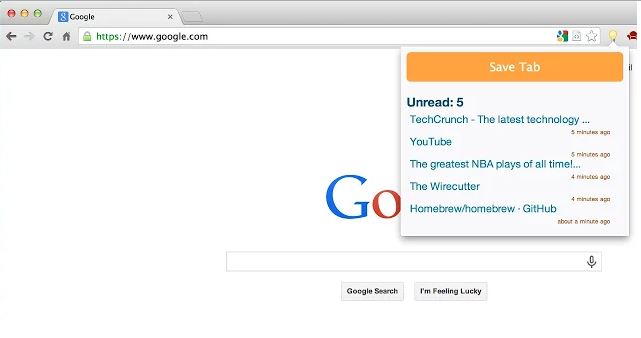 Google
https://www.google.com
il
Save Tab
Unread: 5
TechCrunch - The latest technology ...
5 minutes ago
YouTube
5 minutes ago
The greatest NBA plays of all time!...
4 minutes ago
The Wirecutter
4 minutes ago
Homebrew/homebrew · GitHub
about a minute ago
Go
Google Search
I'm Feeling Lucky